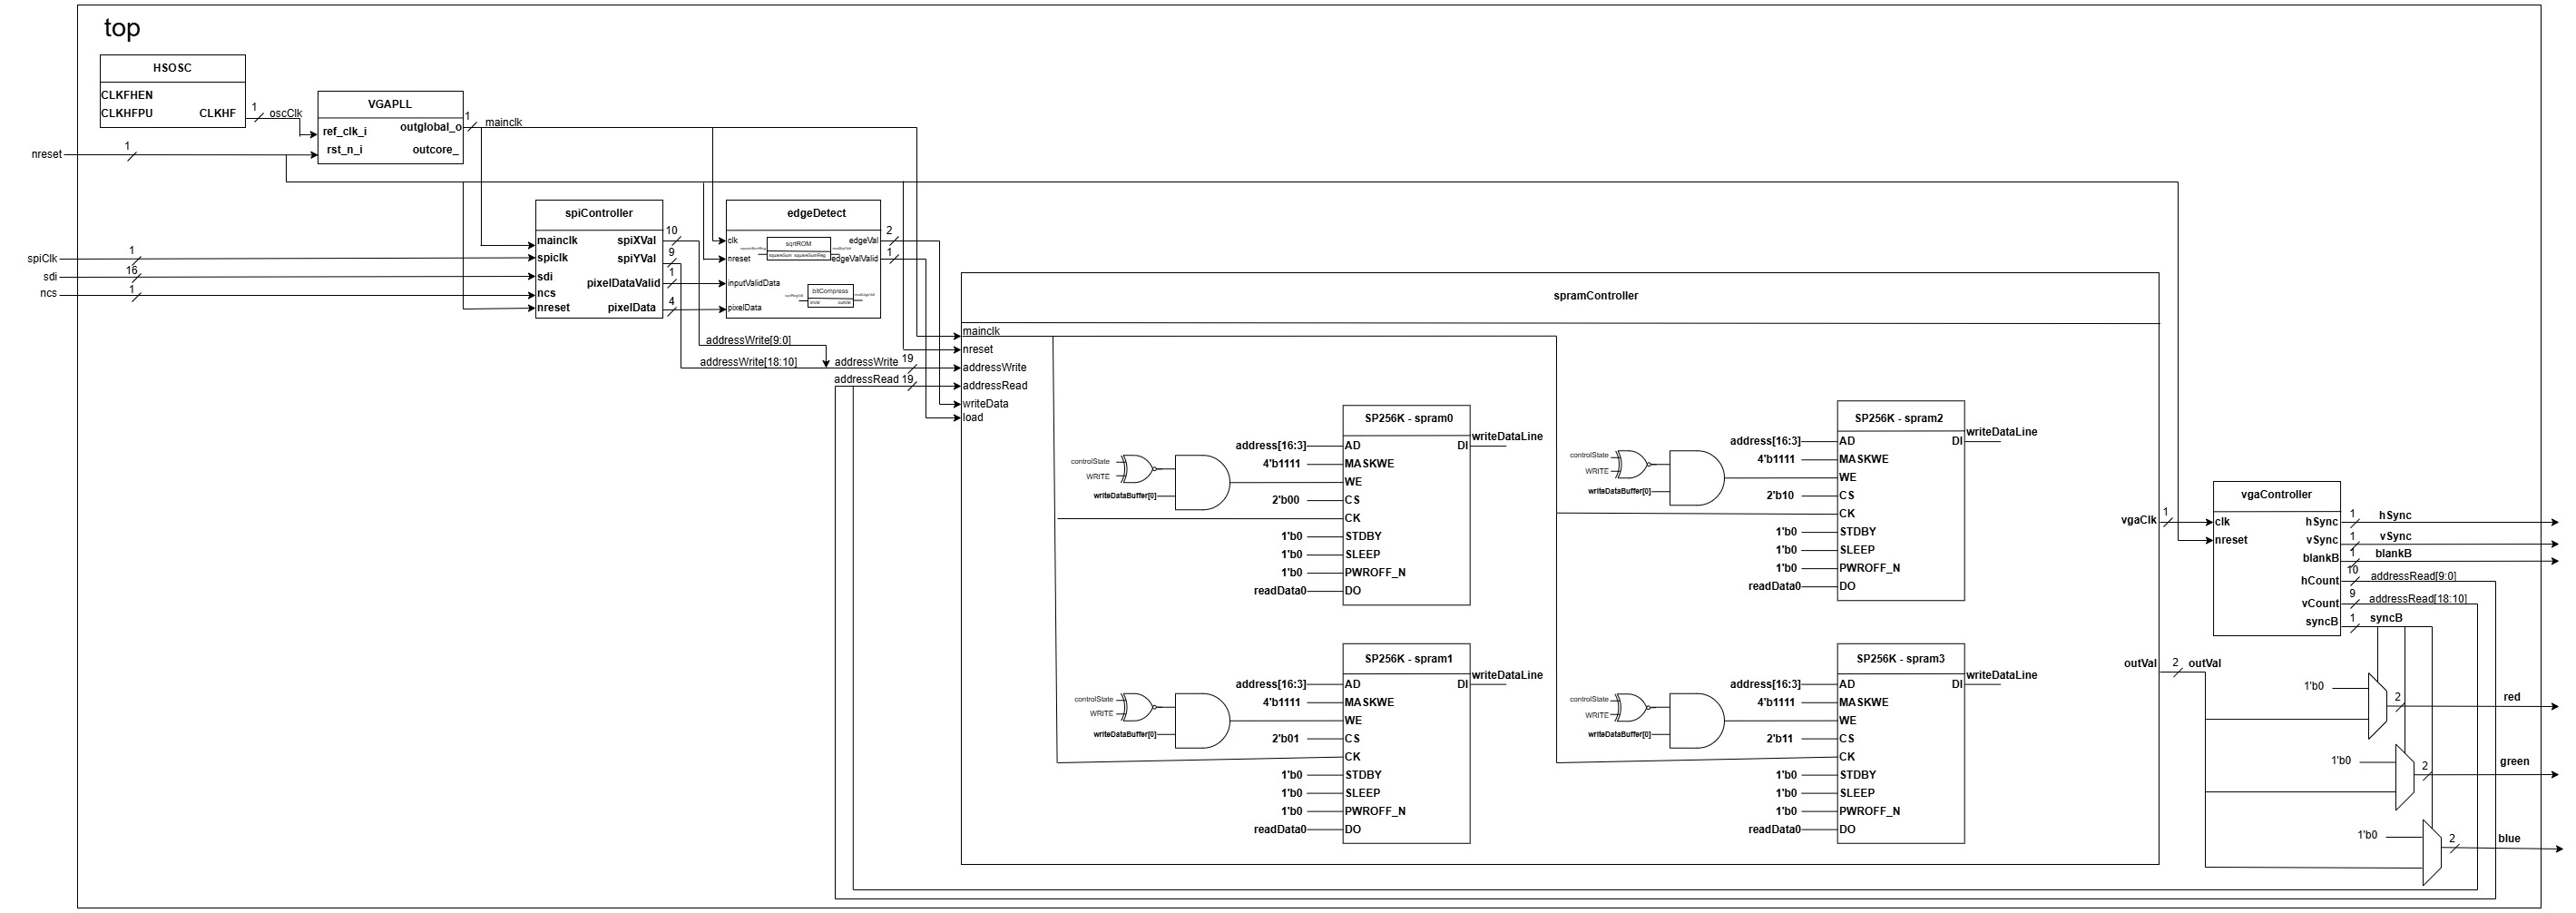 top
HSOSC
CLKFHEN
CLKHFPU
CLKHF
1
oscClk
VGAPLL
ref_clk_i
rst_n_i
outglobal_o
outcore_
1
mainclk
nreset
1
spiClk
1
sdi
16
ncs
1
spiController
mainclk
spiclk
sdi
ncs
nreset
spiXVal
spiYVal
pixelDataValid
pixelData
10
9
1
4
edgeDetect
clk
nreset
inputValidData
pixelData
edgeVal
edgeValValid
sqrtROM
squareSum
squareSumReg
bitCompress
2
1
addressWrite[9:0]
addressWrite[18:10]
addressWrite
19
addressRead
19
spramController
mainclk
nreset
addressWrite
addressRead
writeData
load
SP256K - spram0
address[16:3]
AD
DI
writeDataLine
4'b1111
MASKWE
controlState
WRITE
writeDataBuffer[0]
WE
2'b00
CS
CK
1'b0
STDBY
1'b0
SLEEP
1'b0
PWROFF_N
readData0
DO
SP256K - spram2
address[16:3]
AD
DI
writeDataLine
4'b1111
MASKWE
controlState
WRITE
writeDataBuffer[0]
WE
2'b10
CS
CK
1'b0
STDBY
1'b0
SLEEP
1'b0
PWROFF_N
readData0
DO
SP256K - spram1
address[16:3]
AD
DI
writeDataLine
4'b1111
MASKWE
controlState
WRITE
writeDataBuffer[0]
WE
2'b01
CS
CK
1'b0
STDBY
1'b0
SLEEP
1'b0
PWROFF_N
readData0
DO
SP256K - spram3
address[16:3]
AD
DI
writeDataLine
4'b1111
MASKWE
controlState
WRITE
writeDataBuffer[0]
WE
2'b11
CS
CK
1'b0
STDBY
1'b0
SLEEP
1'b0
PWROFF_N
readData0
DO
vgaClk
1
outVal
2
outVal
vgaController
clk
nreset
hSync
vSync
blankB
hCount
vCount
syncB
1
hSync
1
vSync
1
blankB
10
addressRead[9:0]
9
addressRead[18:10]
1
syncB
1'b0
2
red
1'b0
2
green
1'b0
2
blue